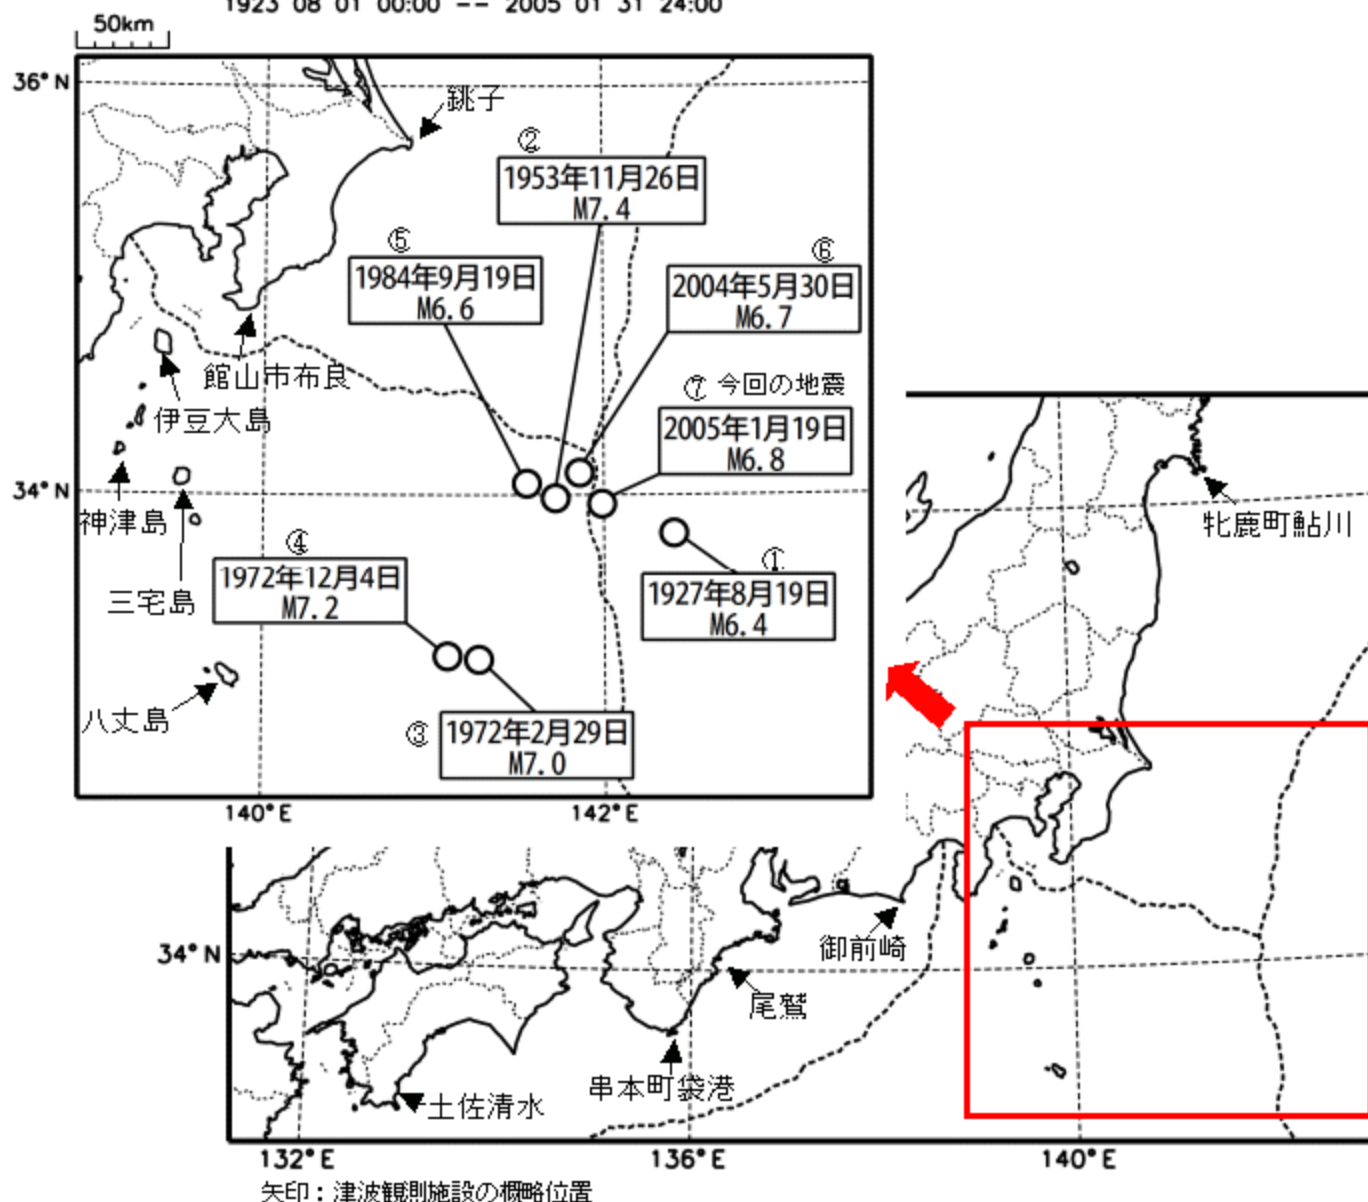 1923 08 01 00:00 -- 2005 01 31 24:00
50km
36°N
銚子
②
1953年11月26日
M7.4
⑤
1984年9月19日
M6.6
⑥
2004年5月30日
M6.7
館山市布良
⑦ 今回の地震
2005年1月19日
M6.8
伊豆大島
34°N
神津島
三宅島
④
1972年12月4日
M7.2
①
1927年8月19日
M6.4
八丈島
③
1972年2月29日
M7.0
140°E
142°E
牡鹿町鮎川
34°N
御前崎
尾鷲
串本町袋港
土佐清水
132°E
136°E
140°E
矢印：津波観測施設の概略位置